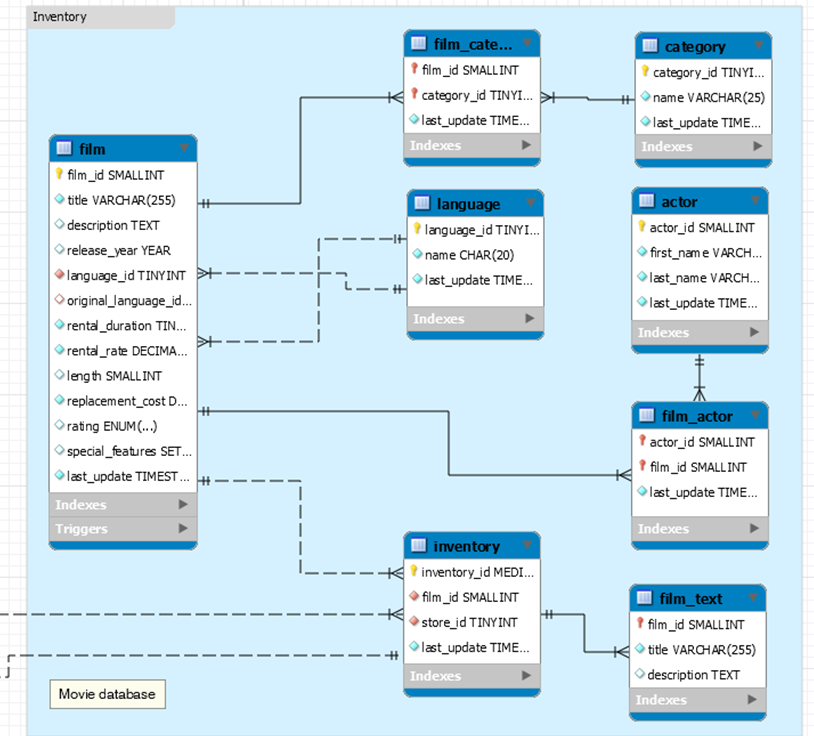 Inventory
film
film_id SMALLINT
title VARCHAR(255)
description TEXT
release_year YEAR
language_id TINYINT
original_language_id...
rental_duration TIN...
rental_rate DECIMA...
length SMALLINT
replacement_cost D...
rating ENUM(...)
special_features SET...
last_update TIMEST...
Indexes
Triggers
film_cate...
film_id SMALLINT
category_id TINYI...
last_update TIME...
Indexes
category
category_id TINYI...
name VARCHAR(25)
last_update TIME...
Indexes
language
language_id TINYI...
name CHAR(20)
last_update TIME...
Indexes
actor
actor_id SMALLINT
first_name VARCH...
last_name VARCH...
last_update TIME...
Indexes
film_actor
actor_id SMALLINT
film_id SMALLINT
last_update TIME...
Indexes
inventory
inventory_id MEDI...
film_id SMALLINT
store_id TINYINT
last_update TIME...
Indexes
film_text
film_id SMALLINT
title VARCHAR(255)
description TEXT
Indexes
Movie database